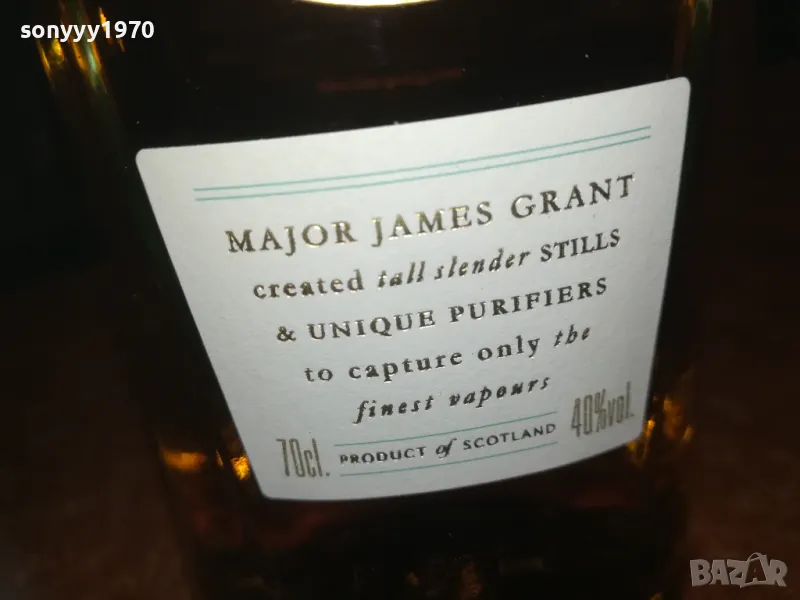 sonyyy1970
MAJOR JAMES GRANT
created tall slender STILLS
& UNIQUE PURIFIERS
to capture only the
finest vapours
70cl. PRODUCT of SCOTLAND 40%vol.
BAZAR